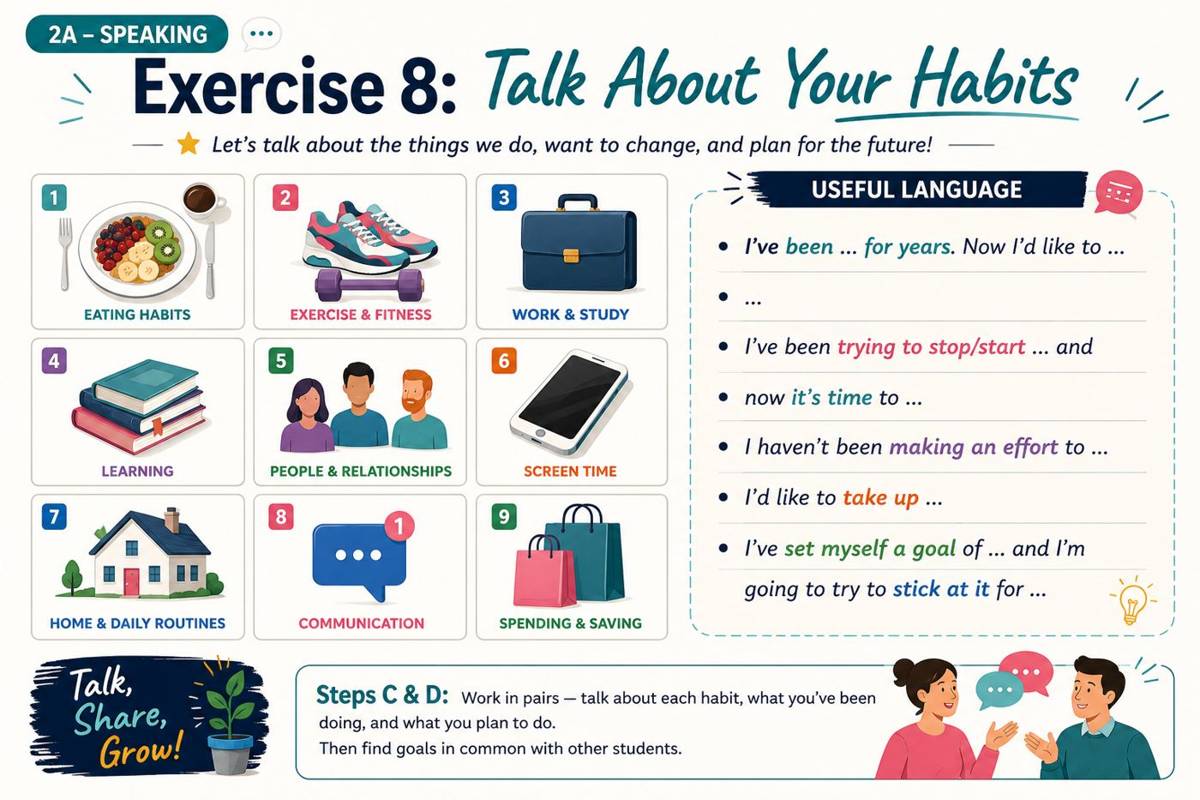 2A – SPEAKING
Exercise 8: Talk About Your Habits
Let's talk about the things we do, want to change, and plan for the future!
1
EATING HABITS
2
EXERCISE & FITNESS
3
WORK & STUDY
4
LEARNING
5
PEOPLE & RELATIONSHIPS
6
SCREEN TIME
7
HOME & DAILY ROUTINES
8
1
COMMUNICATION
9
SPENDING & SAVING
USEFUL LANGUAGE
• I've been ... for years. Now I'd like to ...
• ...
• I've been trying to stop/start ... and
• now it's time to ...
• I haven't been making an effort to ...
• I'd like to take up ...
• I've set myself a goal of ... and I'm
going to try to stick at it for ...
Talk,
Share,
Grow!
Steps C & D: Work in pairs — talk about each habit, what you've been
doing, and what you plan to do.
Then find goals in common with other students.